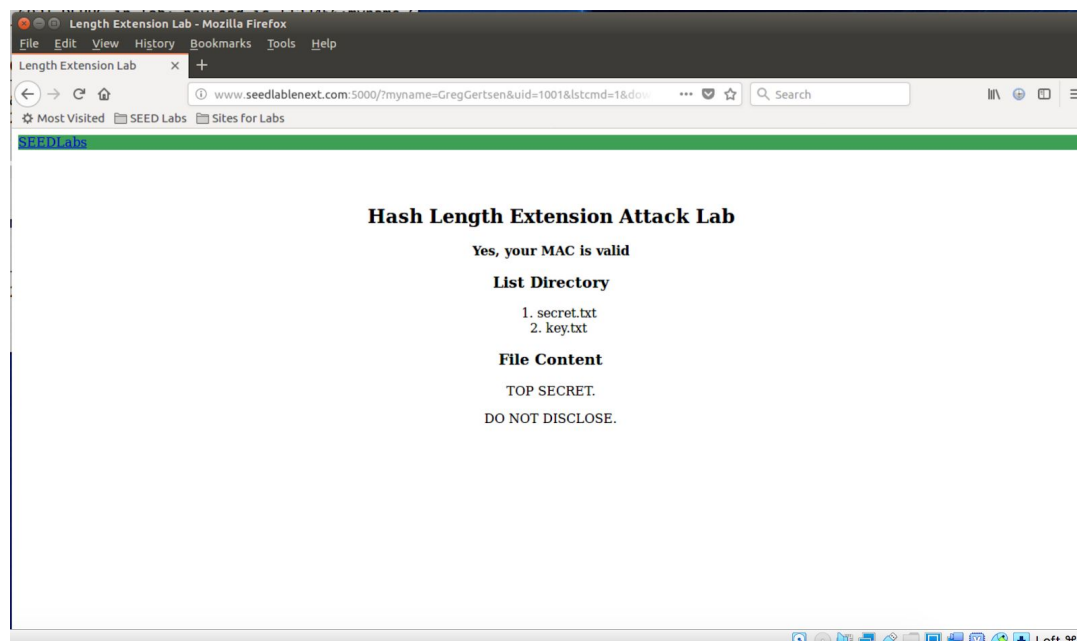 Length Extension Lab - Mozilla Firefox
File Edit View History Bookmarks Tools Help
Length Extension Lab
www.seedlablenext.com:5000/?myname=GregGertsen&uid=1001&lstcmd=1&dow
Search
Most Visited SEED Labs Sites for Labs
SEEDLabs
Hash Length Extension Attack Lab
Yes, your MAC is valid
List Directory
1. secret.txt
2. key.txt
File Content
TOP SECRET.
DO NOT DISCLOSE.
Left ⌘